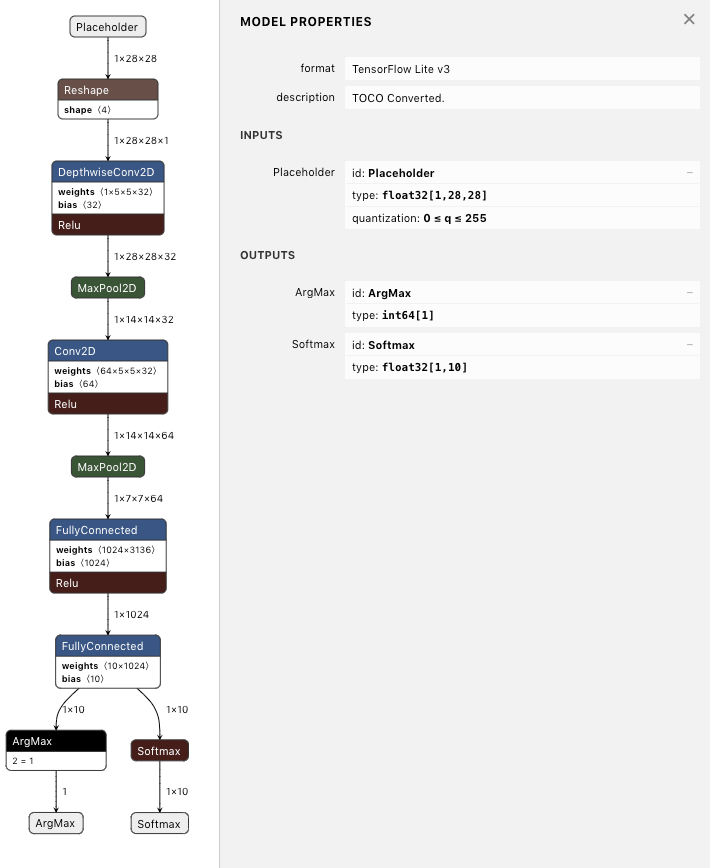 Placeholder
1×28×28
Reshape
shape ⟨4⟩
1×28×28×1
DepthwiseConv2D
weights ⟨1×5×5×32⟩
bias ⟨32⟩
Relu
1×28×28×32
MaxPool2D
1×14×14×32
Conv2D
weights ⟨64×5×5×32⟩
bias ⟨64⟩
Relu
1×14×14×64
MaxPool2D
1×7×7×64
FullyConnected
weights ⟨1024×3136⟩
bias ⟨1024⟩
Relu
1×1024
FullyConnected
weights ⟨10×1024⟩
bias ⟨10⟩
1×10
1×10
ArgMax
2 = 1
Softmax
1
1×10
ArgMax
Softmax
MODEL PROPERTIES
format
TensorFlow Lite v3
description
TOCO Converted.
INPUTS
Placeholder
id: Placeholder
type: float32[1,28,28]
quantization: 0 ≤ q ≤ 255
OUTPUTS
ArgMax
id: ArgMax
type: int64[1]
Softmax
id: Softmax
type: float32[1,10]